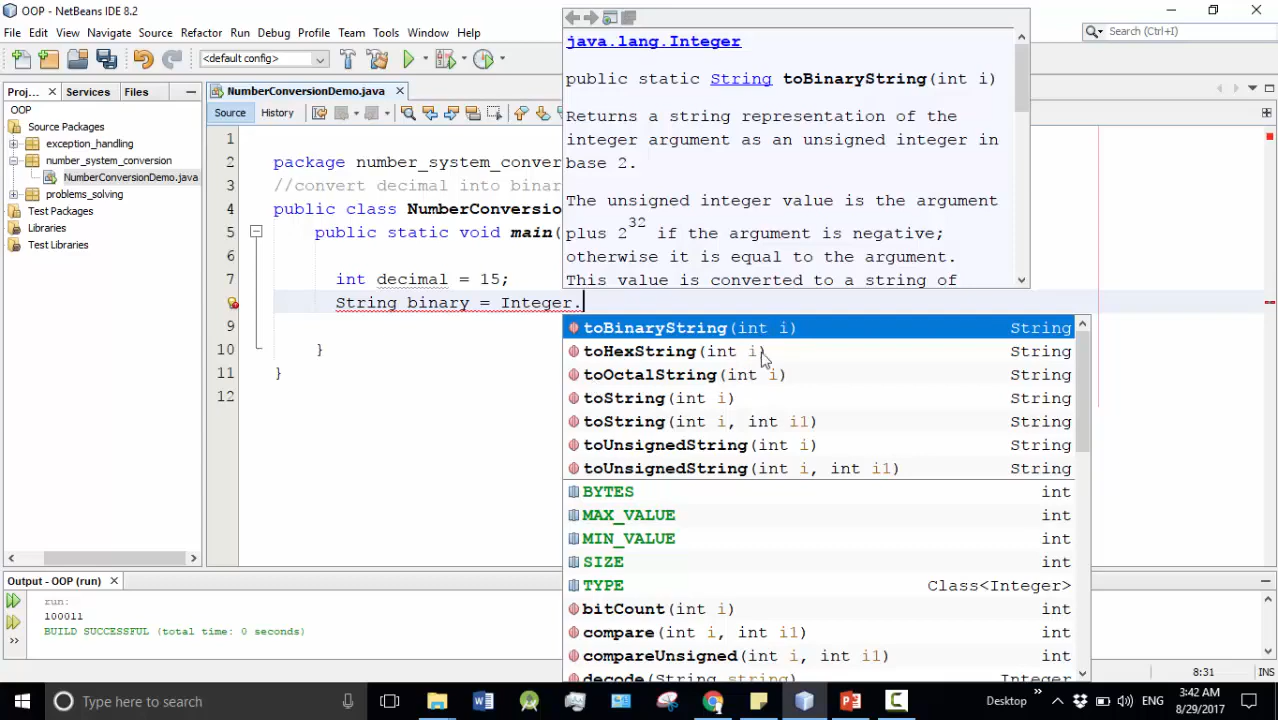 OOP - NetBeans IDE 8.2
File Edit View Navigate Source Refactor Run Debug Profile Team Tools Window Help
Search (Ctrl+I)
<default config>
Proj... Services Files
NumberConversionDemo.java
Source History
OOP
Source Packages
exception_handling
number_system_conversion
NumberConversionDemo.java
problems_solving
Test Packages
Libraries
Test Libraries
1
2 package number_system_conver
3 //convert decimal into binar
4 public class NumberConversio
5 public static void main(
6
7 int decimal = 15;
String binary = Integer.
9
10 }
11 }
12
java.lang.Integer
public static String toBinaryString(int i)
Returns a string representation of the
integer argument as an unsigned integer in
base 2.
The unsigned integer value is the argument
plus 2^32 if the argument is negative;
otherwise it is equal to the argument.
This value is converted to a string of
toBinaryString(int i) String
toHexString(int i) String
toOctalString(int i) String
toString(int i) String
toString(int i, int i1) String
toUnsignedString(int i) String
toUnsignedString(int i, int i1) String
BYTES int
MAX_VALUE int
MIN_VALUE int
SIZE int
TYPE Class<Integer>
bitCount(int i) int
compare(int i, int i1) int
compareUnsigned(int i, int i1) int
decode(String string) Integer
Output - OOP (run)
run:
100011
BUILD SUCCESSFUL (total time: 0 seconds)
8:31 INS
Type here to search
Desktop
ENG
3:42 AM
8/29/2017